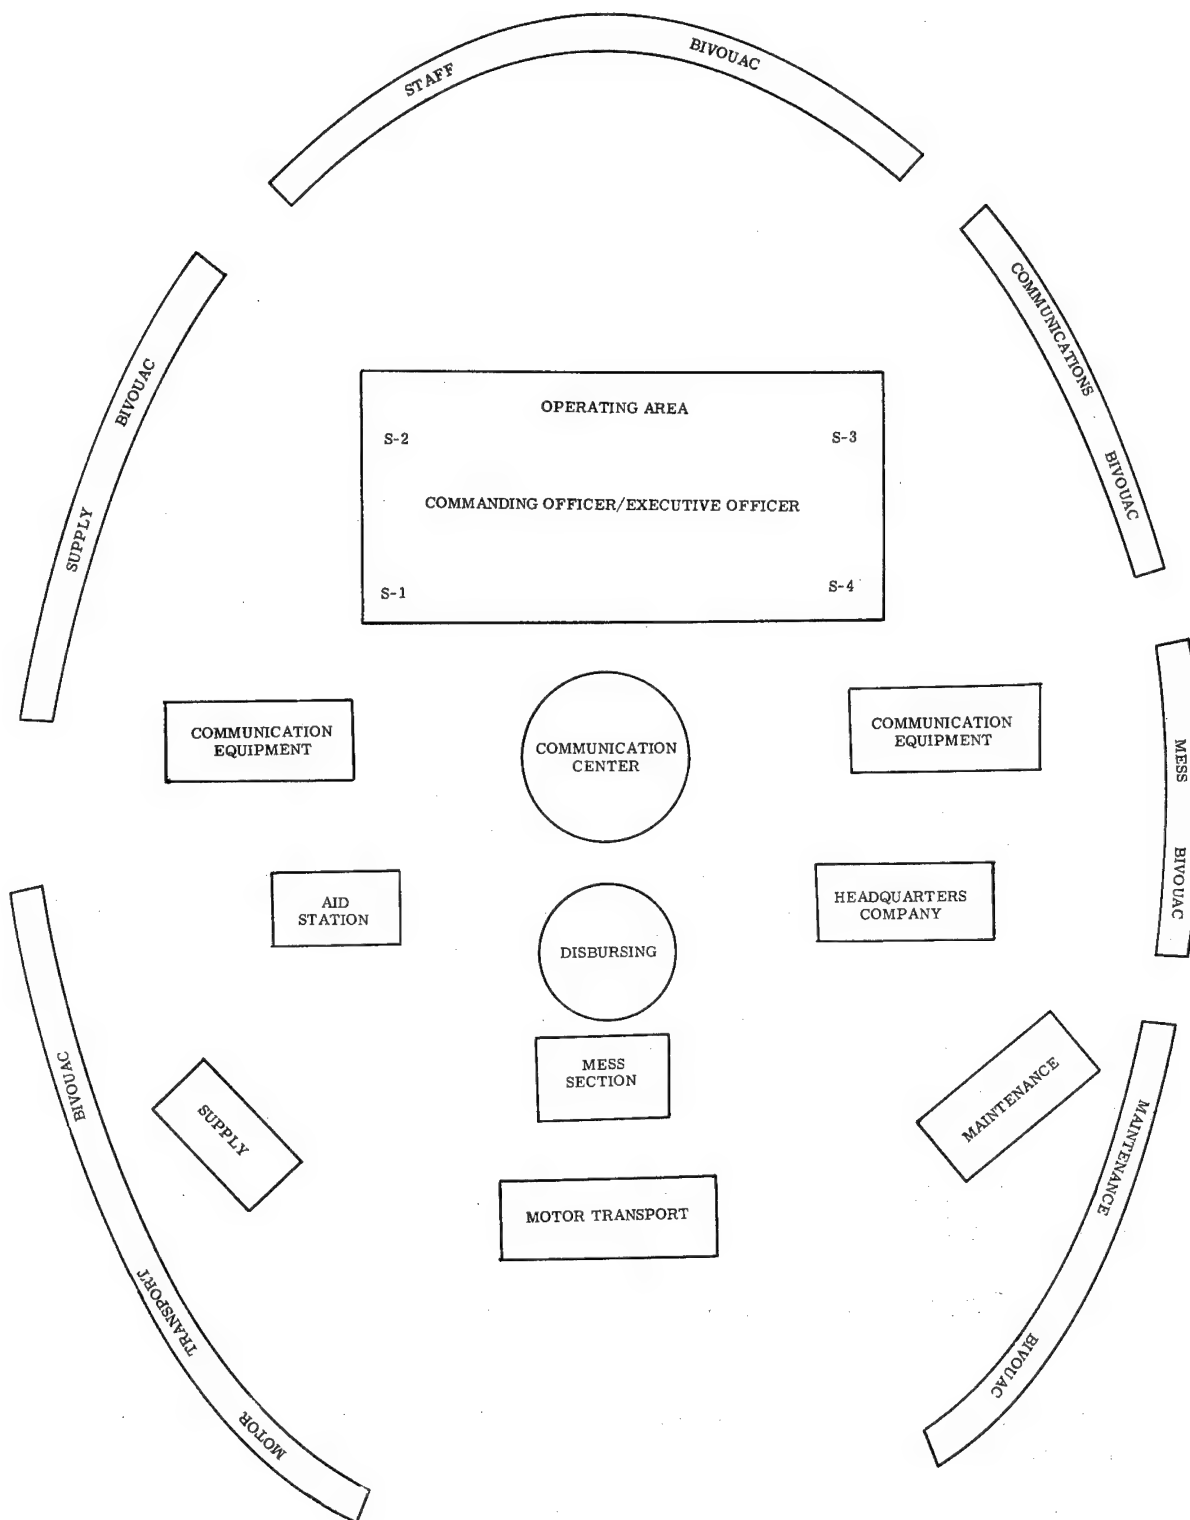 STAFF BIVOUAC
SUPPLY BIVOUAC
COMMUNICATIONS BIVOUAC
OPERATING AREA
S-2 S-3
COMMANDING OFFICER/EXECUTIVE OFFICER
S-1 S-4
COMMUNICATION
EQUIPMENT
COMMUNICATION
CENTER
COMMUNICATION
EQUIPMENT
MESS BIVOUAC
AID
STATION
DISBURSING
HEADQUARTERS
COMPANY
MESS
SECTION
SUPPLY
MAINTENANCE
MOTOR TRANSPORT
MOTOR TRANSPORT BIVOUAC
MAINTENANCE BIVOUAC